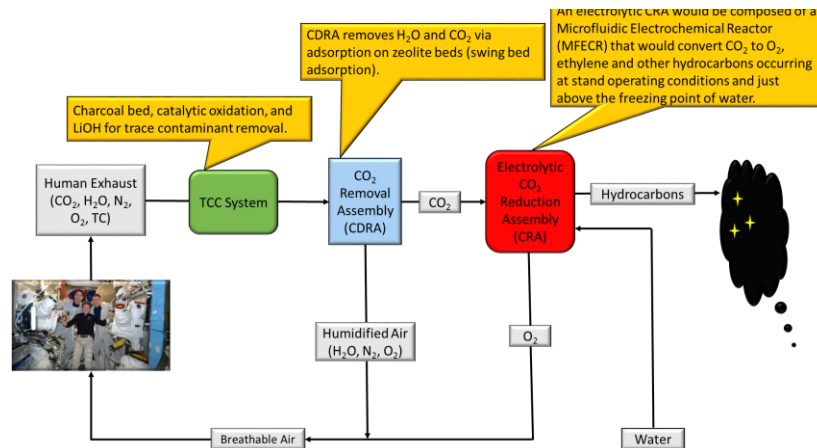 An electrolytic CRA would be composed of a
Microfluidic Electrochemical Reactor
(MFECR) that would convert CO₂ to O₂,
ethylene and other hydrocarbons occurring
at stand operating conditions and just
above the freezing point of water.
CDRA removes H₂O and CO₂ via
adsorption on zeolite beds (swing bed
adsorption).
Charcoal bed, catalytic oxidation, and
LiOH for trace contaminant removal.
Human Exhaust
(CO₂, H₂O, N₂,
O₂, TC)
TCC System
CO₂
Removal
Assembly
(CDRA)
CO₂
Electrolytic
CO₂
Reduction
Assembly
(CRA)
Hydrocarbons
Humidified Air
(H₂O, N₂, O₂)
O₂
Breathable Air
Water